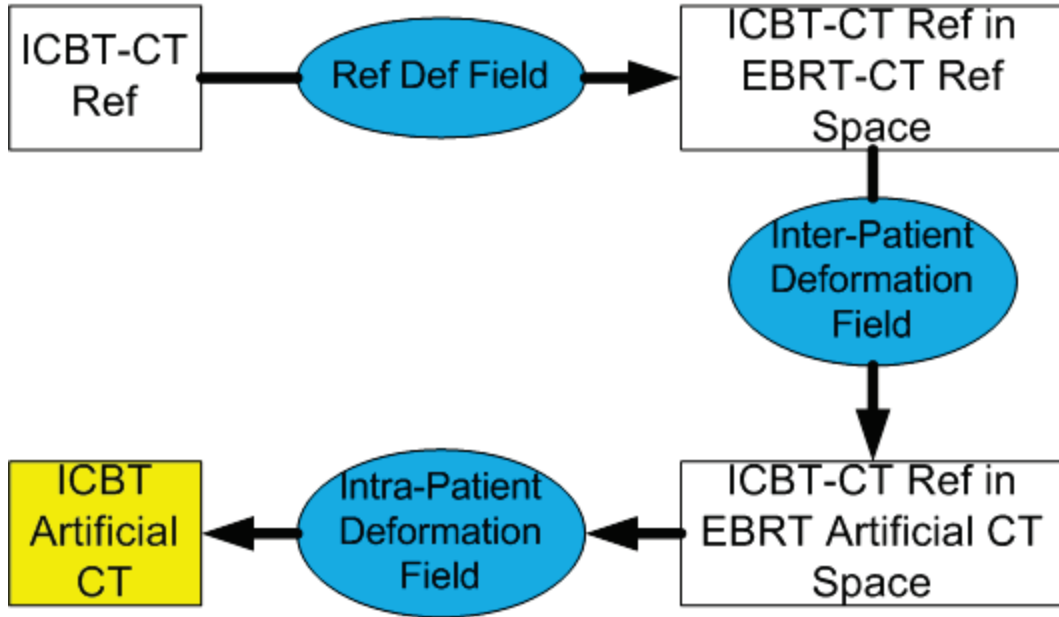 ICBT-CT
Ref
Ref Def Field
ICBT-CT Ref in
EBRT-CT Ref
Space
Inter-Patient
Deformation
Field
ICBT-CT Ref in
EBRT Artificial CT
Space
Intra-Patient
Deformation
Field
ICBT
Artificial
CT